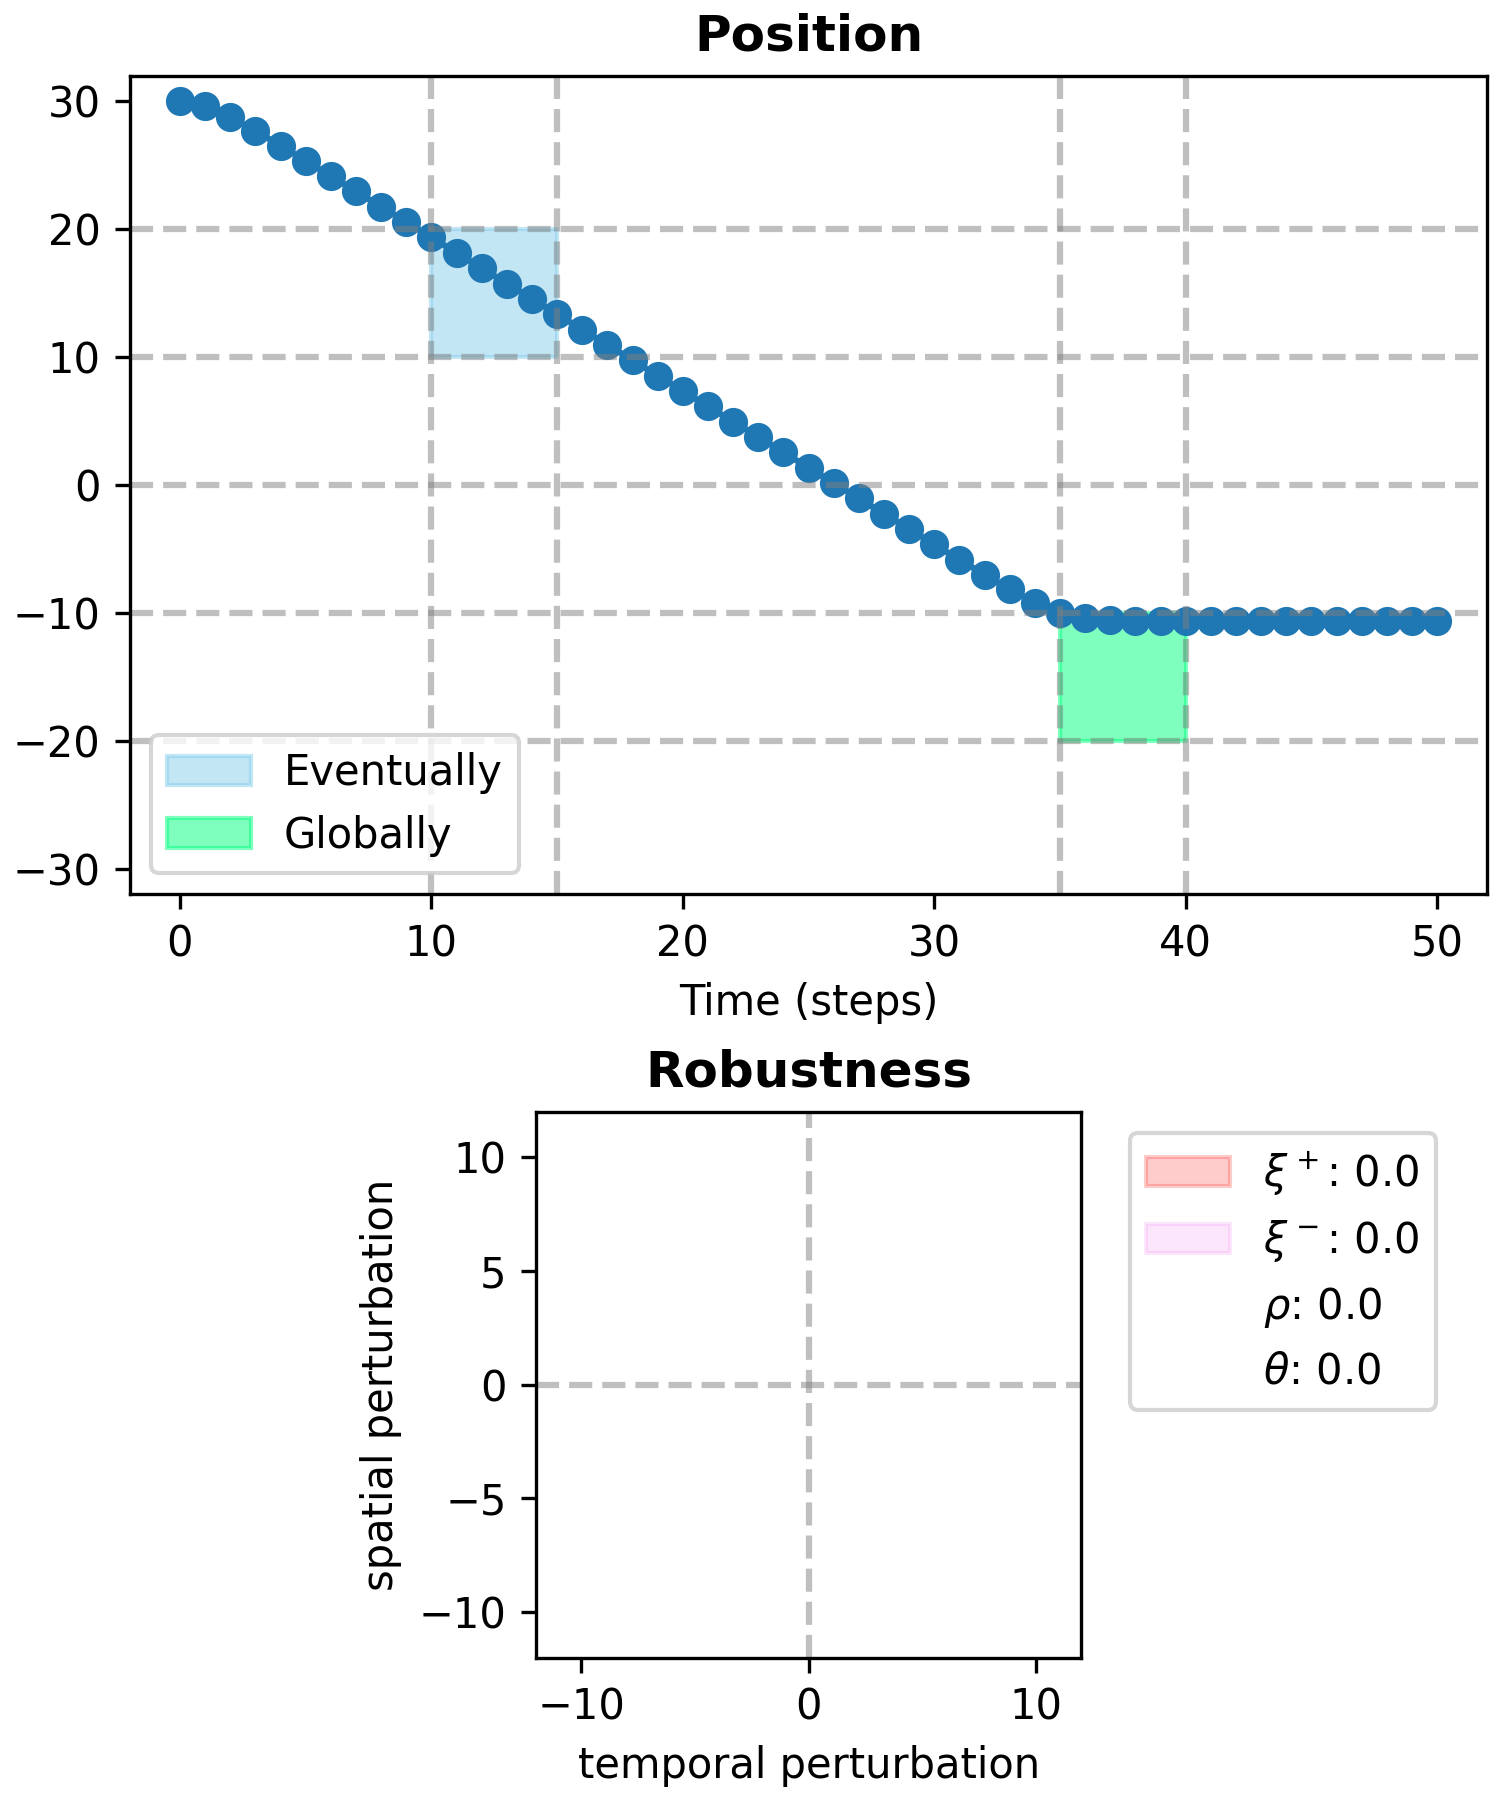 Position
30
20
10
0
−10
−20
−30
Eventually
Globally
0 10 20 30 40 50
Time (steps)
Robustness
10
5
0
−5
−10
spatial perturbation
−10 0 10
temporal perturbation
ξ⁺: 0.0
ξ⁻: 0.0
ρ: 0.0
θ: 0.0